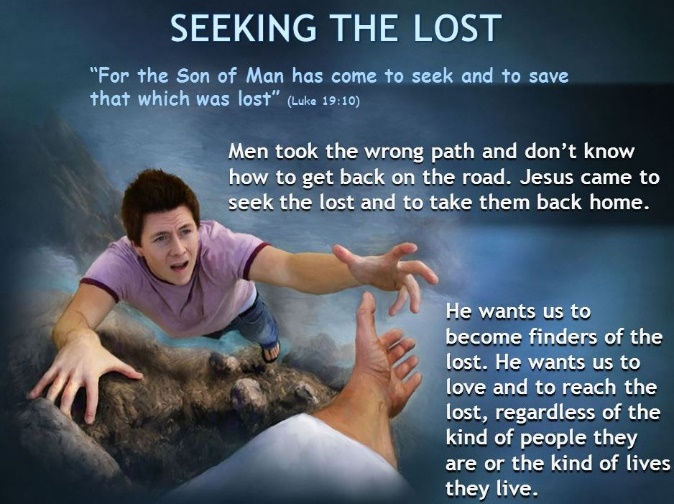 SEEKING THE LOST
“For the Son of Man has come to seek and to save
that which was lost” (Luke 19:10)
Men took the wrong path and don’t know
how to get back on the road. Jesus came to
seek the lost and to take them back home.
He wants us to
become finders of the
lost. He wants us to
love and to reach the
lost, regardless of the
kind of people they
are or the kind of lives
they live.